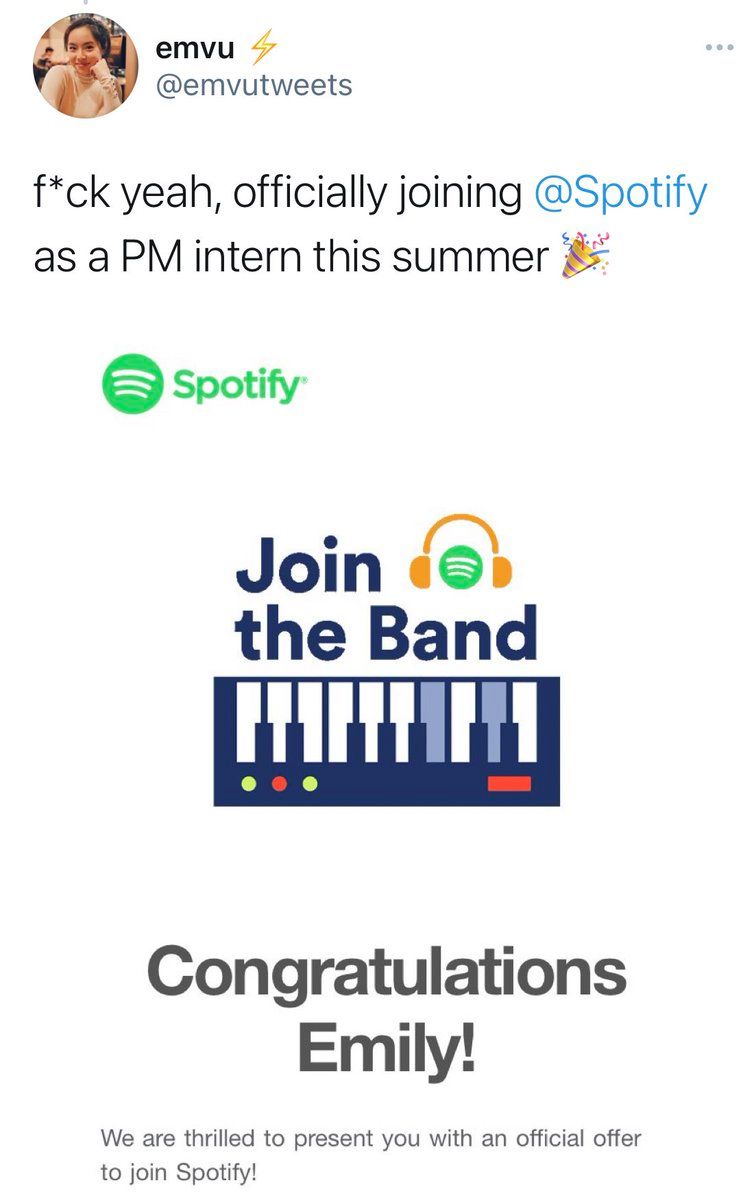 emvu ⚡
@emvutweets
f*ck yeah, officially joining @Spotify
as a PM intern this summer 🎉
Spotify®
Join
the Band
Congratulations
Emily!
We are thrilled to present you with an official offer
to join Spotify!